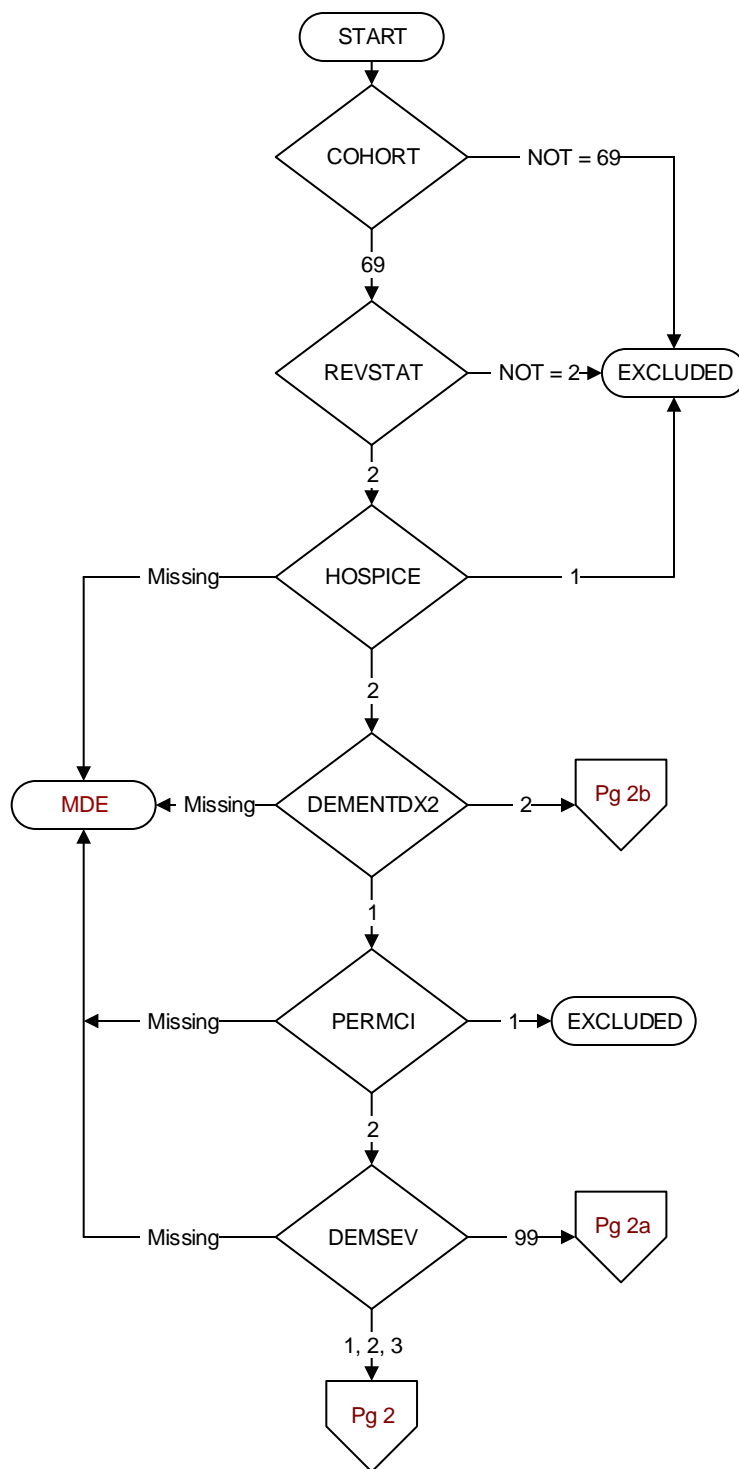 START
COHORT
NOT = 69
69
REVSTAT
NOT = 2
EXCLUDED
2
Missing
HOSPICE
1
2
MDE
Missing
DEMENTDX2
2
Pg 2b
1
Missing
PERMCI
1
EXCLUDED
2
Missing
DEMSEV
99
Pg 2a
1, 2, 3
Pg 2